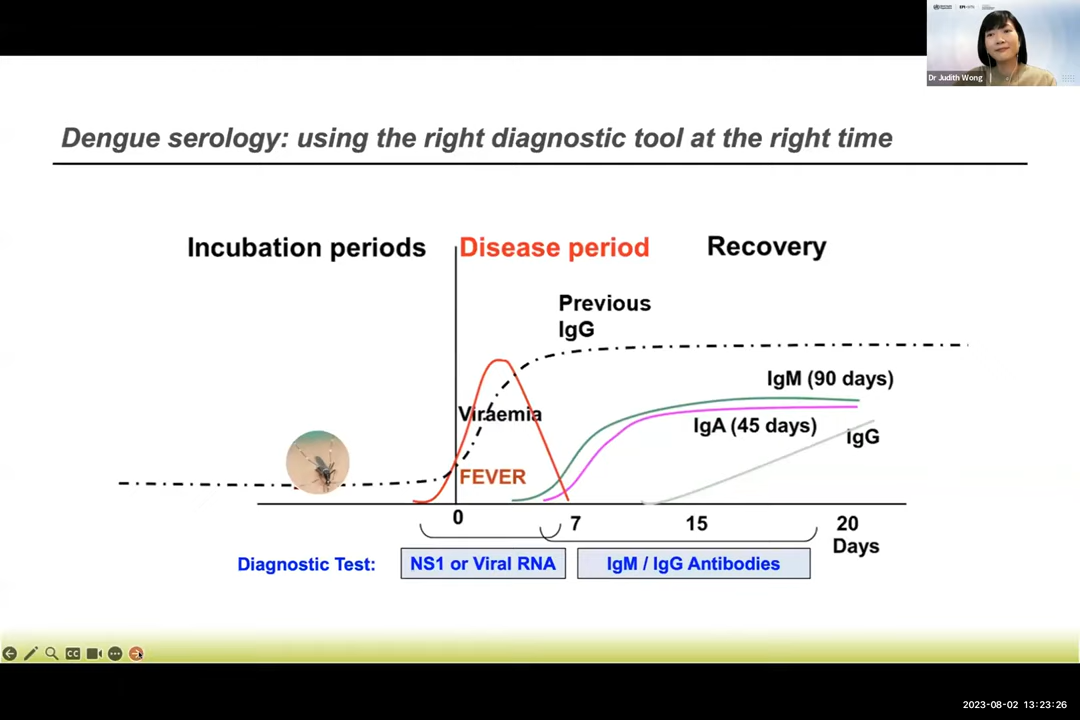 Dr Judith Wong
Dengue serology: using the right diagnostic tool at the right time
Incubation periods
Disease period
Recovery
Previous
IgG
IgM (90 days)
Viraemia
IgA (45 days)
IgG
FEVER
0
7
15
20
Days
Diagnostic Test:
NS1 or Viral RNA
IgM / IgG Antibodies
CC
2023-08-02 13:23:26